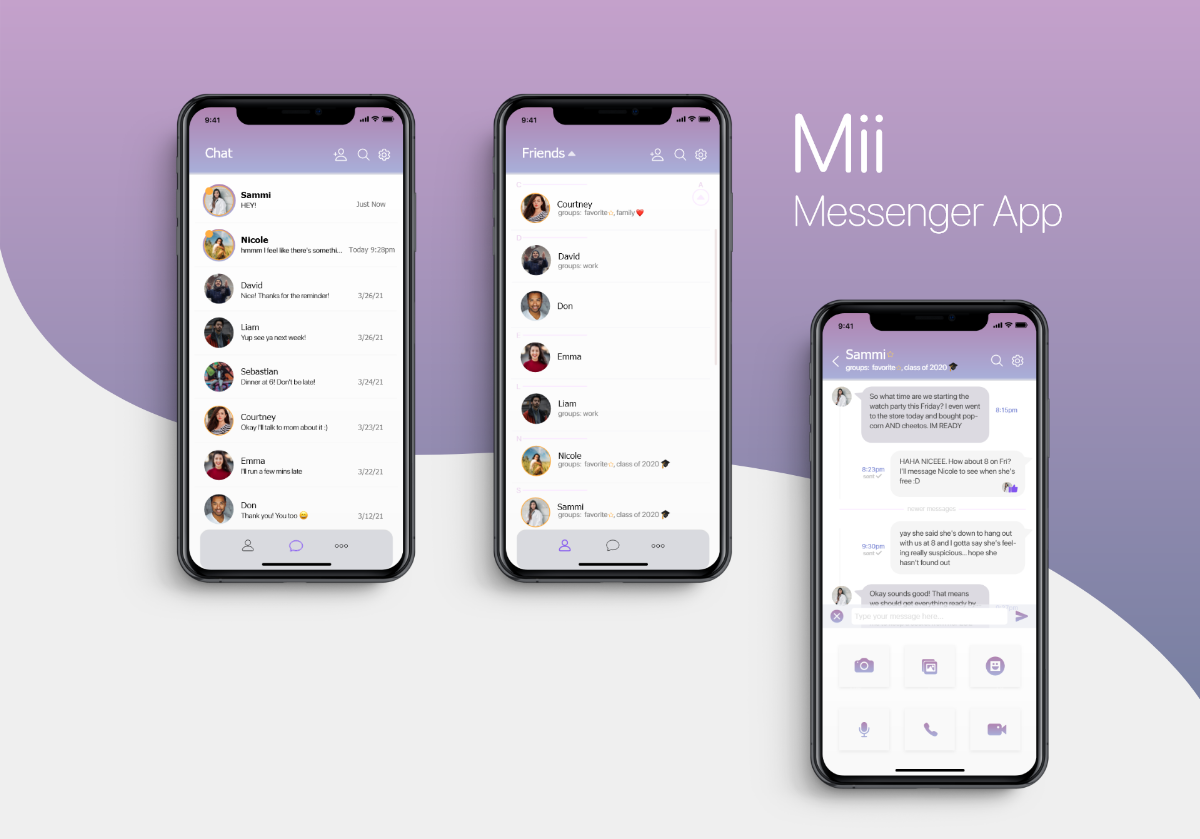 Mii
Messenger App
9:41
Chat
Sammi
HEY!
Just Now
Nicole
hmmm I feel like there's somethi...
Today 9:28pm
David
Nice! Thanks for the reminder!
3/26/21
Liam
Yup see ya next week!
3/26/21
Sebastian
Dinner at 6! Don't be late!
3/24/21
Courtney
Okay I'll talk to mom about it :)
3/23/21
Emma
I'll run a few mins late
3/22/21
Don
Thank you! You too 😄
3/12/21
9:41
Friends
C
A
Courtney
groups: favorite☆, family ❤️
D
David
groups: work
Don
Emma
L
Liam
groups: work
N
Nicole
groups: favorite☆, class of 2020 🎓
S
Sammi
groups: favorite☆, class of 2020 🎓
9:41
Sammi☆
groups: favorite☆, class of 2020 🎓
So what time are we starting the
watch party this Friday? I even went
to the store today and bought pop-
corn AND cheetos. IM READY
8:15pm
HAHA NICEEE. How about 8 on Fri?
I'll message Nicole to see when she's
free :D
8:23pm
sent ✓
newer messages
yay she said she's down to hang out
with us at 8 and I gotta say she's feel-
ing really suspicious... hope she
hasn't found out
9:30pm
sent ✓
Okay sounds good! That means
we should get everything ready by
Type your message here...